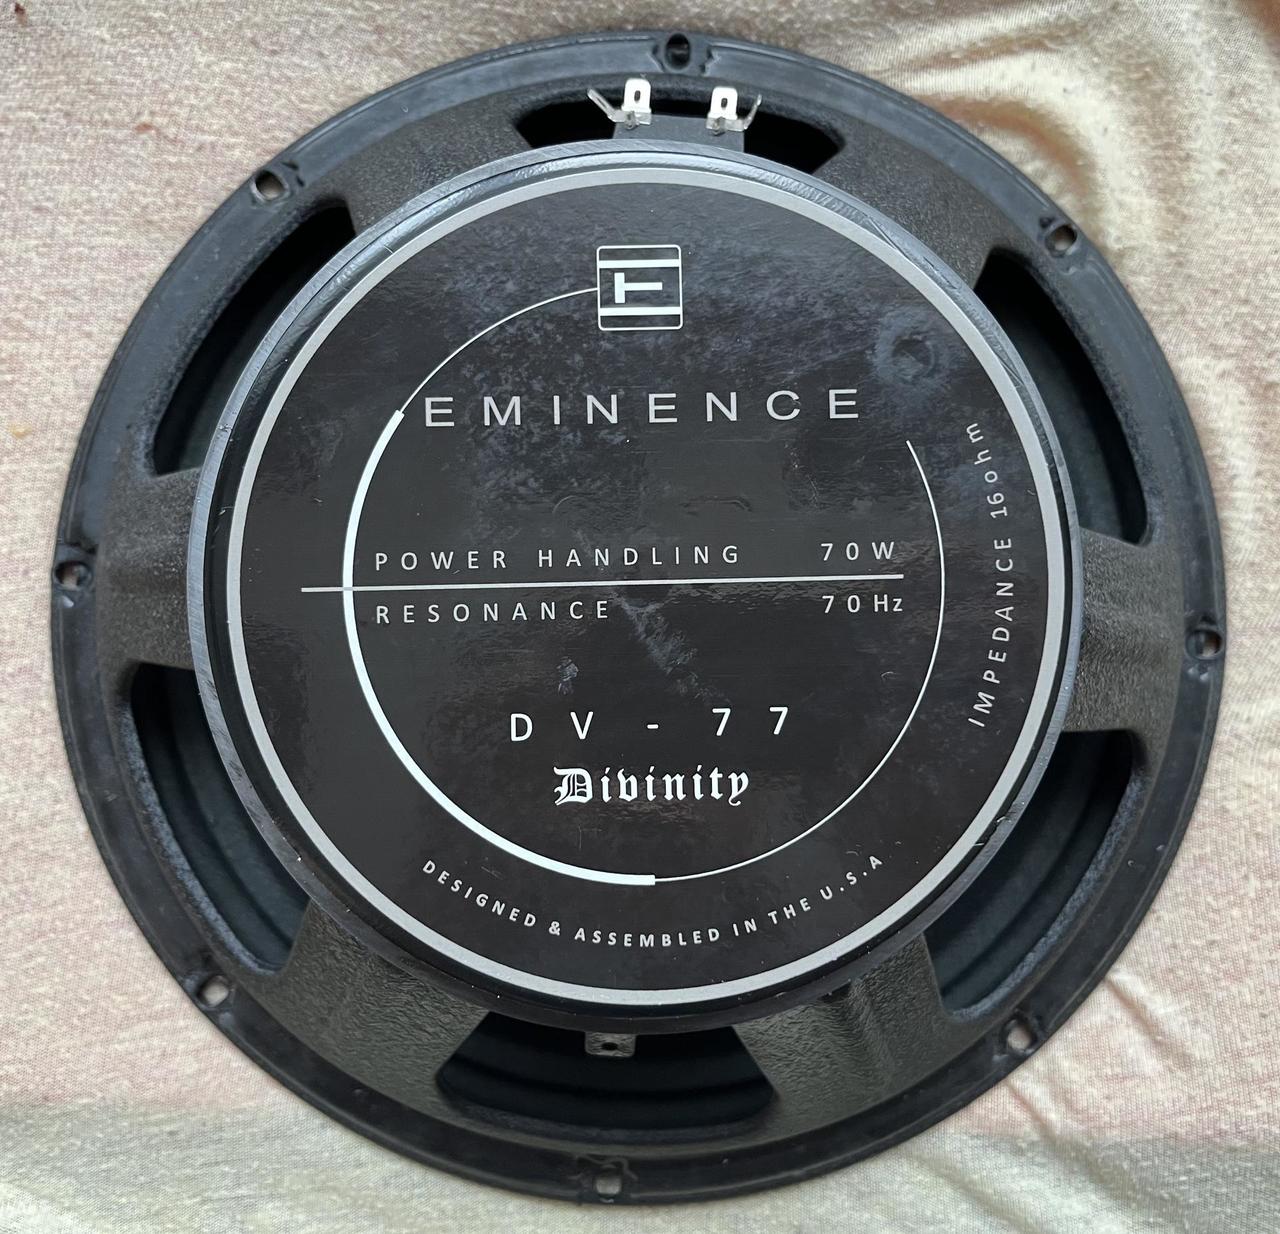 EMINENCE
POWER HANDLING 70W
RESONANCE 70Hz
IMPEDANCE 16ohm
DV-77
Divinity
DESIGNED & ASSEMBLED IN THE U.S.A